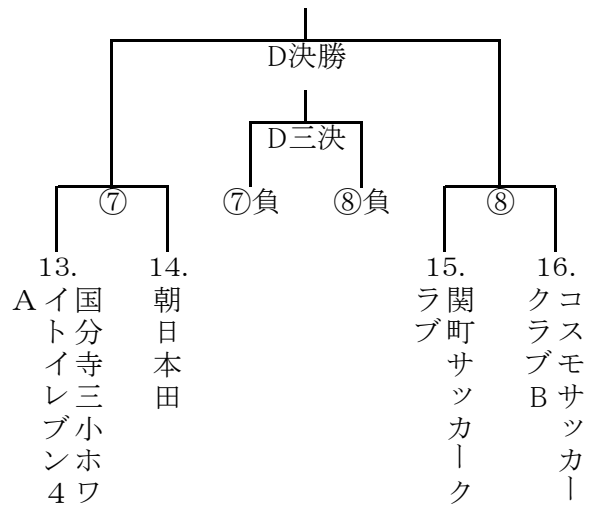 D決勝
D三決
⑦
⑦負
⑧負
⑧
13.
14.
15.
16.
国分寺三小ホワ
イトイレブン4
A
朝日本田
関町サッカーク
ラブ
コスモサッカー
クラブB